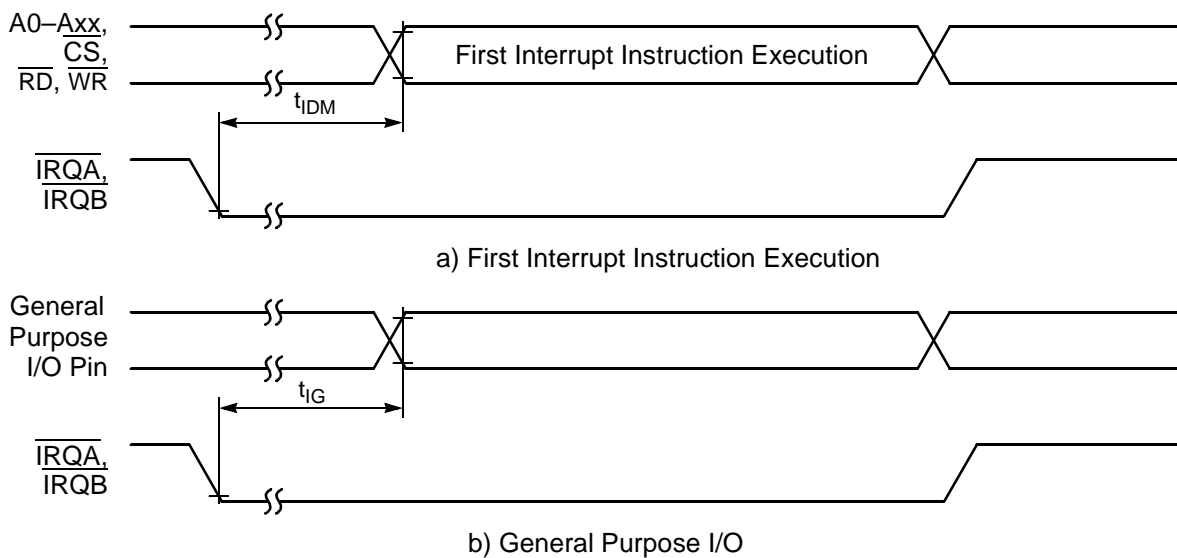 A0–Axx,
CS,
RD, WR
First Interrupt Instruction Execution
tIDM
IRQA,
IRQB
a) First Interrupt Instruction Execution
General
Purpose
I/O Pin
tIG
IRQA,
IRQB
b) General Purpose I/O